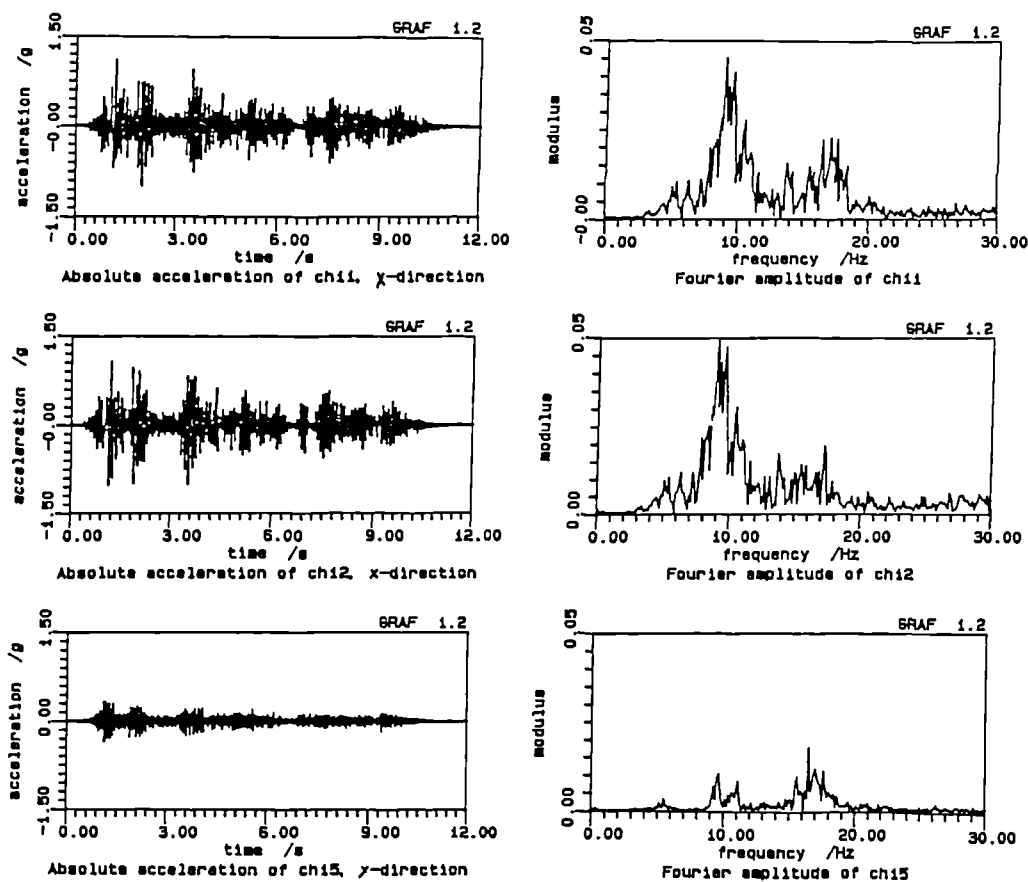 GRAF 1.2
1.50
acceleration /g
-0.00
-1.50
0.00 3.00 6.00 9.00 12.00
time /s
Absolute acceleration of chi1, x-direction
GRAF 1.2
0.05
modulus
-0.00
0.00 10.00 20.00 30.00
frequency /Hz
Fourier amplitude of chi1
GRAF 1.2
1.50
acceleration /g
-0.00
-1.50
0.00 3.00 6.00 9.00 12.00
time /s
Absolute acceleration of chi2, x-direction
GRAF 1.2
0.05
modulus
0.00
0.00 10.00 20.00 30.00
frequency /Hz
Fourier amplitude of chi2
GRAF 1.2
1.50
acceleration /g
0.00
-1.50
0.00 3.00 6.00 9.00 12.00
time /s
Absolute acceleration of chi5, y-direction
GRAF 1.2
0.05
modulus
0.00
0.00 10.00 20.00 30.00
frequency /Hz
Fourier amplitude of chi5